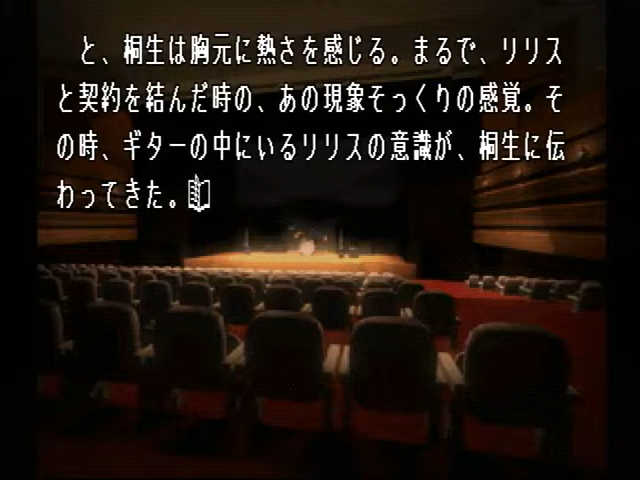 と、桐生は胸元に熱さを感じる。まるで、リリス
と契約を結んだ時の、あの現象そっくりの感覚。そ
の時、ギターの中にいるリリスの意識が、桐生に伝
わってきた。